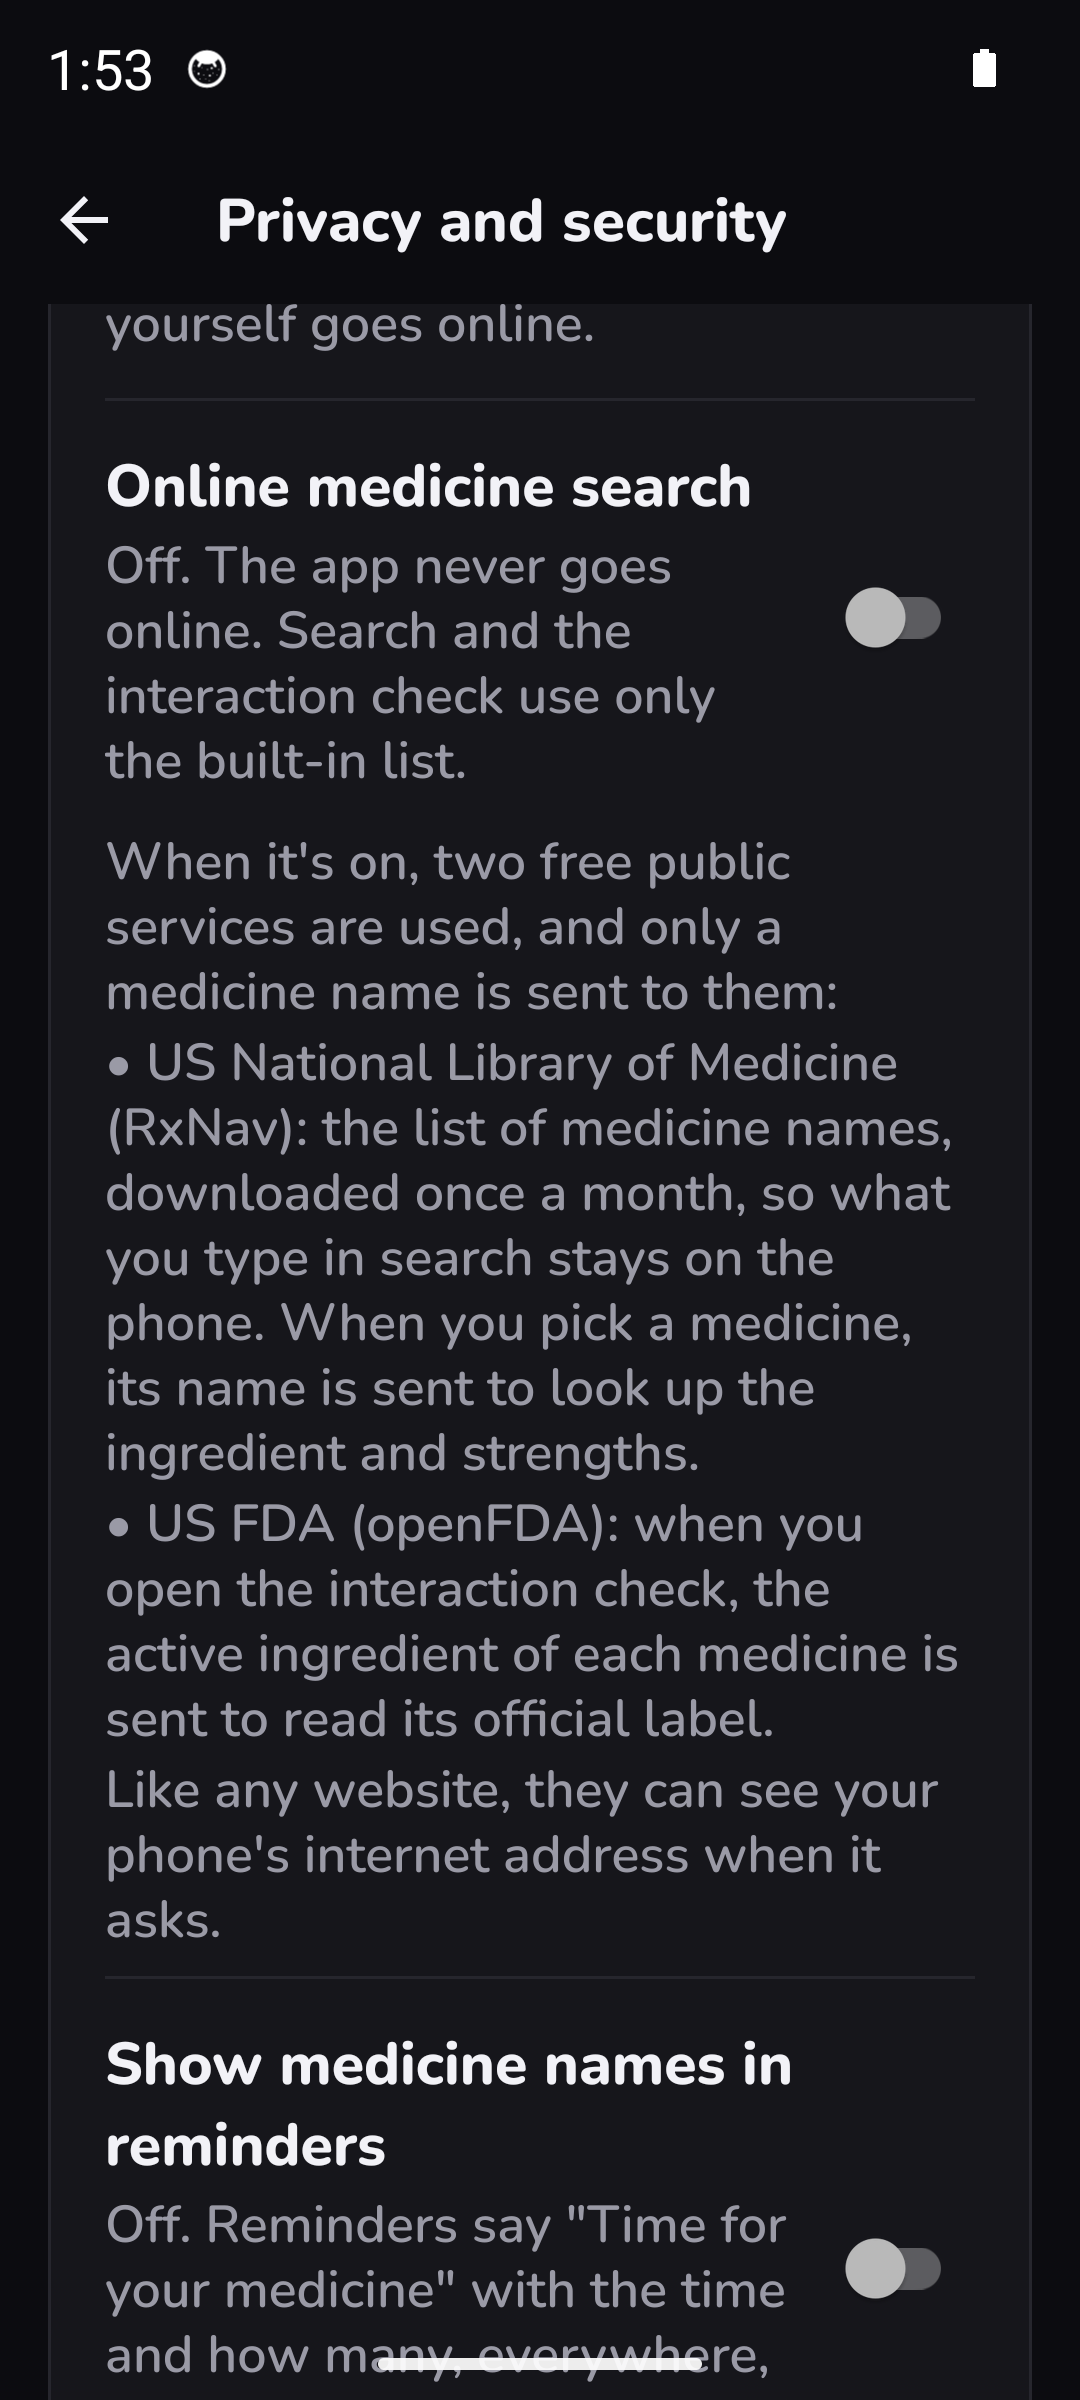 1:53
Privacy and security
yourself goes online.
Online medicine search
Off. The app never goes
online. Search and the
interaction check use only
the built-in list.
When it's on, two free public
services are used, and only a
medicine name is sent to them:
• US National Library of Medicine
(RxNav): the list of medicine names,
downloaded once a month, so what
you type in search stays on the
phone. When you pick a medicine,
its name is sent to look up the
ingredient and strengths.
• US FDA (openFDA): when you
open the interaction check, the
active ingredient of each medicine is
sent to read its official label.
Like any website, they can see your
phone's internet address when it
asks.
Show medicine names in
reminders
Off. Reminders say "Time for
your medicine" with the time
and how many, everywhere,